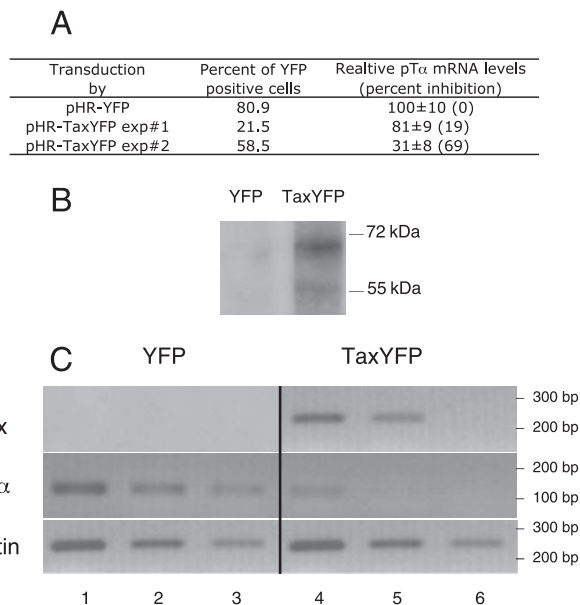 A
Transduction by Percent of YFP positive cells Realtive pTα mRNA levels (percent inhibition)
pHR-YFP 80.9 100±10 (0)
pHR-TaxYFP exp#1 21.5 81±9 (19)
pHR-TaxYFP exp#2 58.5 31±8 (69)
B
YFP TaxYFP
72 kDa
55 kDa
C
YFP TaxYFP
300 bp
x
200 bp
200 bp
α
100 bp
300 bp
tin
200 bp
1 2 3 4 5 6